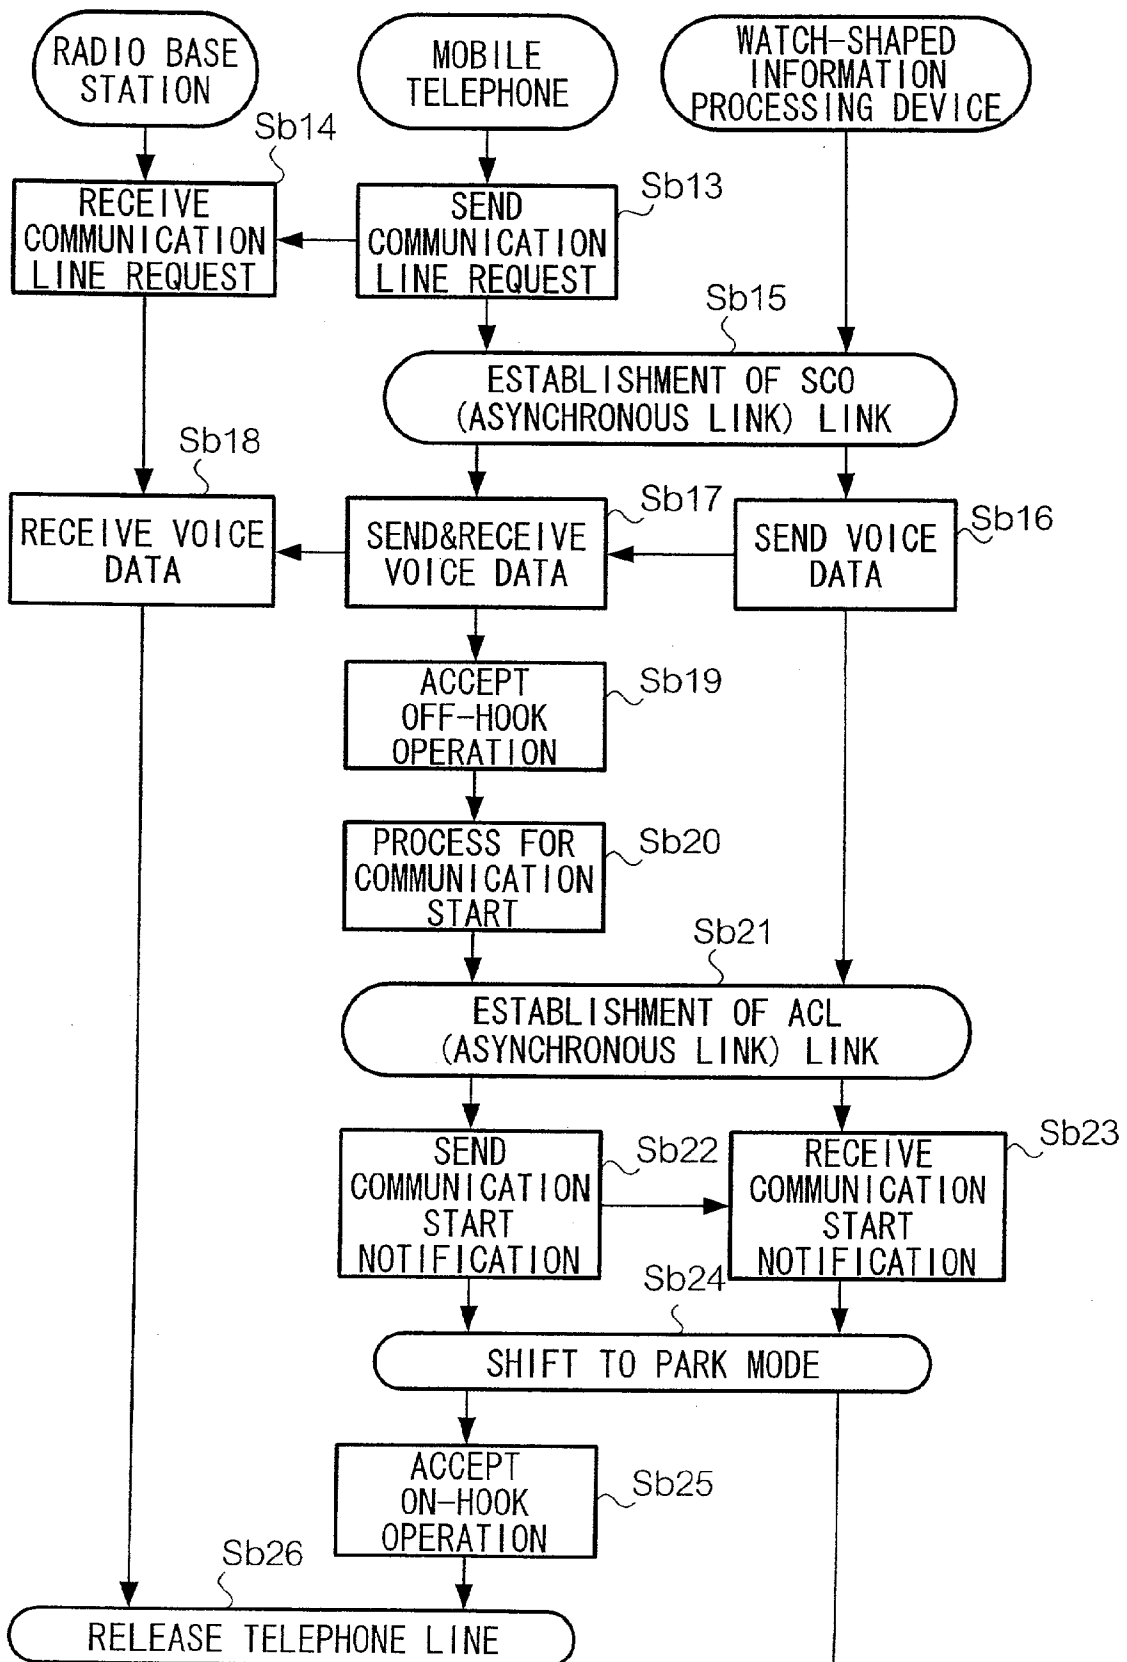 RADIO BASE
STATION
MOBILE
TELEPHONE
WATCH-SHAPED
INFORMATION
PROCESSING DEVICE
Sb14
RECEIVE
COMMUNICATION
LINE REQUEST
Sb13
SEND
COMMUNICATION
LINE REQUEST
Sb15
ESTABLISHMENT OF SCO
(ASYNCHRONOUS LINK) LINK
Sb18
RECEIVE VOICE
DATA
Sb17
SEND&RECEIVE
VOICE DATA
Sb16
SEND VOICE
DATA
Sb19
ACCEPT
OFF-HOOK
OPERATION
Sb20
PROCESS FOR
COMMUNICATION
START
Sb21
ESTABLISHMENT OF ACL
(ASYNCHRONOUS LINK) LINK
Sb22
SEND
COMMUNICATION
START
NOTIFICATION
Sb23
RECEIVE
COMMUNICATION
START
NOTIFICATION
Sb24
SHIFT TO PARK MODE
Sb25
ACCEPT
ON-HOOK
OPERATION
Sb26
RELEASE TELEPHONE LINE